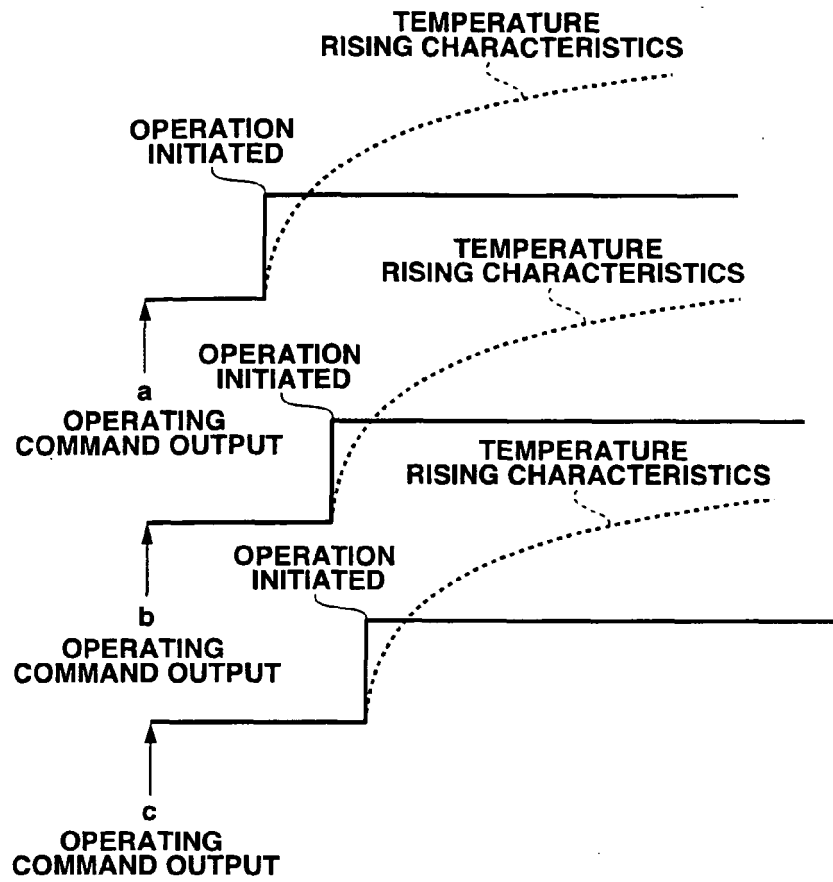 TEMPERATURE
RISING CHARACTERISTICS
OPERATION
INITIATED
TEMPERATURE
RISING CHARACTERISTICS
OPERATION
INITIATED
a
OPERATING
COMMAND OUTPUT
TEMPERATURE
RISING CHARACTERISTICS
OPERATION
INITIATED
b
OPERATING
COMMAND OUTPUT
c
OPERATING
COMMAND OUTPUT